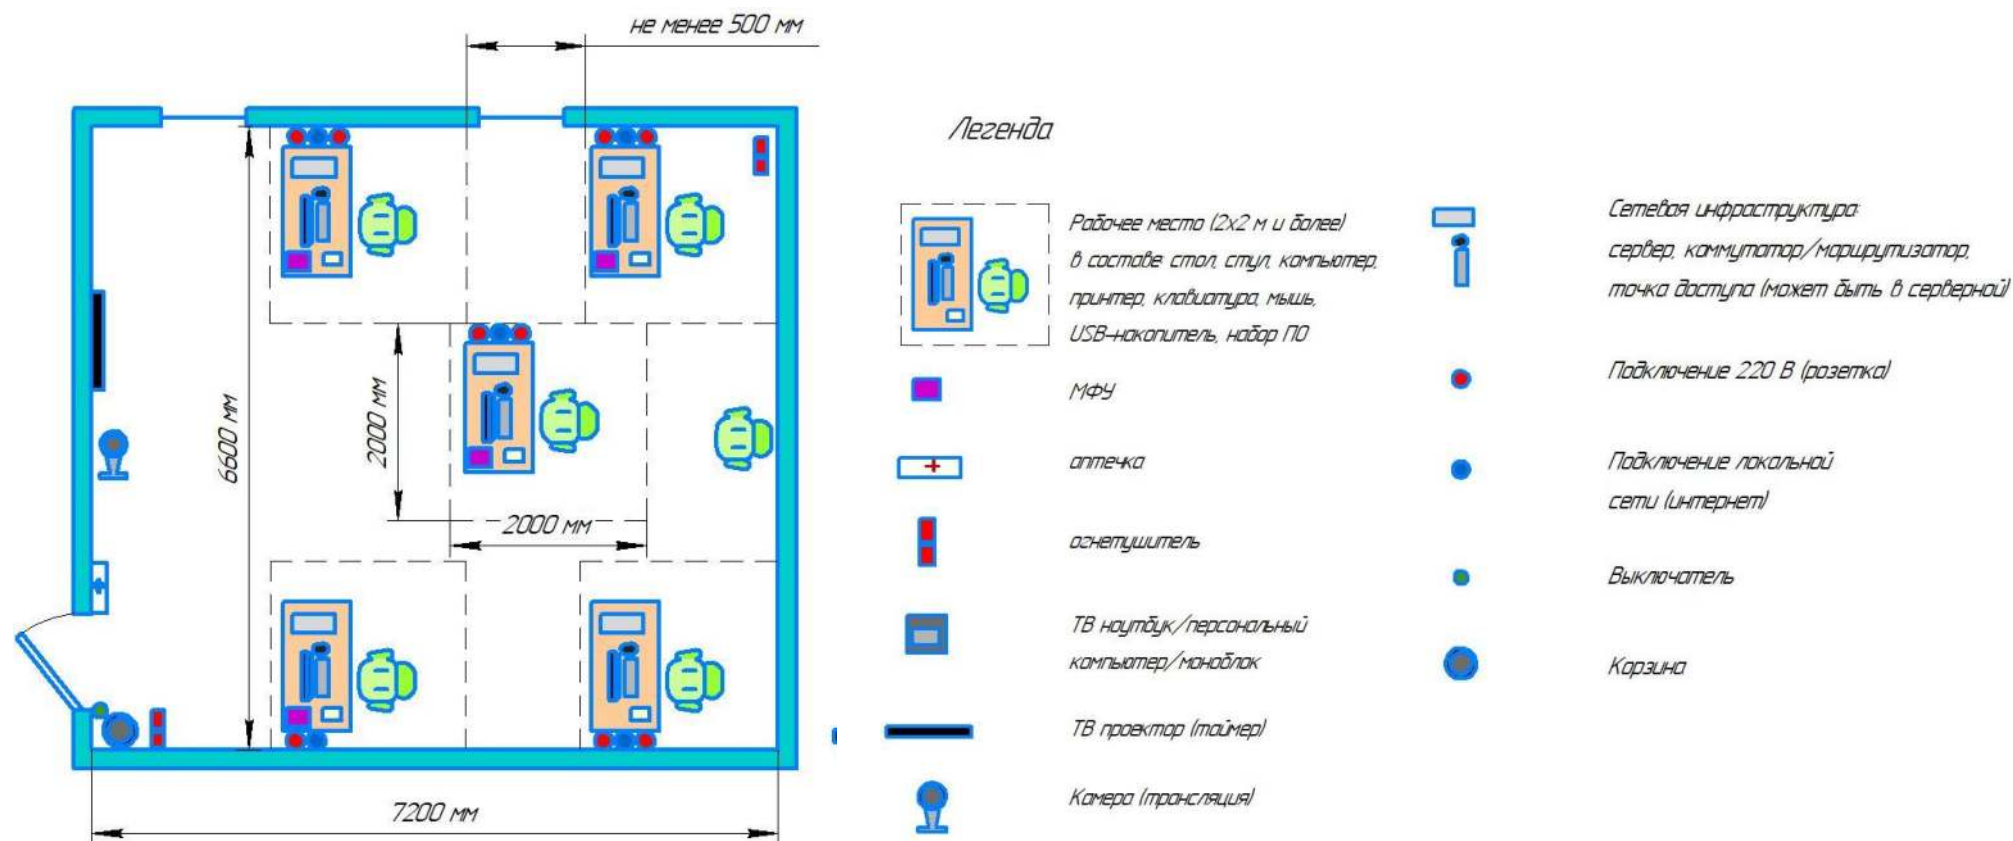 не менее 500 мм
6600 мм
2000 мм
2000 мм
7200 мм
Легенда
Рабочее место (2х2 м и более)
в составе стол, стул, компьютер,
принтер, клавиатура, мышь,
USB-накопитель, набор ПО
МФУ
аптечка
огнетушитель
ТВ ноутбук/персональный
компьютер/моноблок
ТВ проектор (таймер)
Камера (трансляция)
Сетевая инфраструктура:
сервер, коммутатор/маршрутизатор,
точка доступа (может быть в серверной)
Подключение 220 В (розетка)
Подключение локальной
сети (интернет)
Выключатель
Корзина